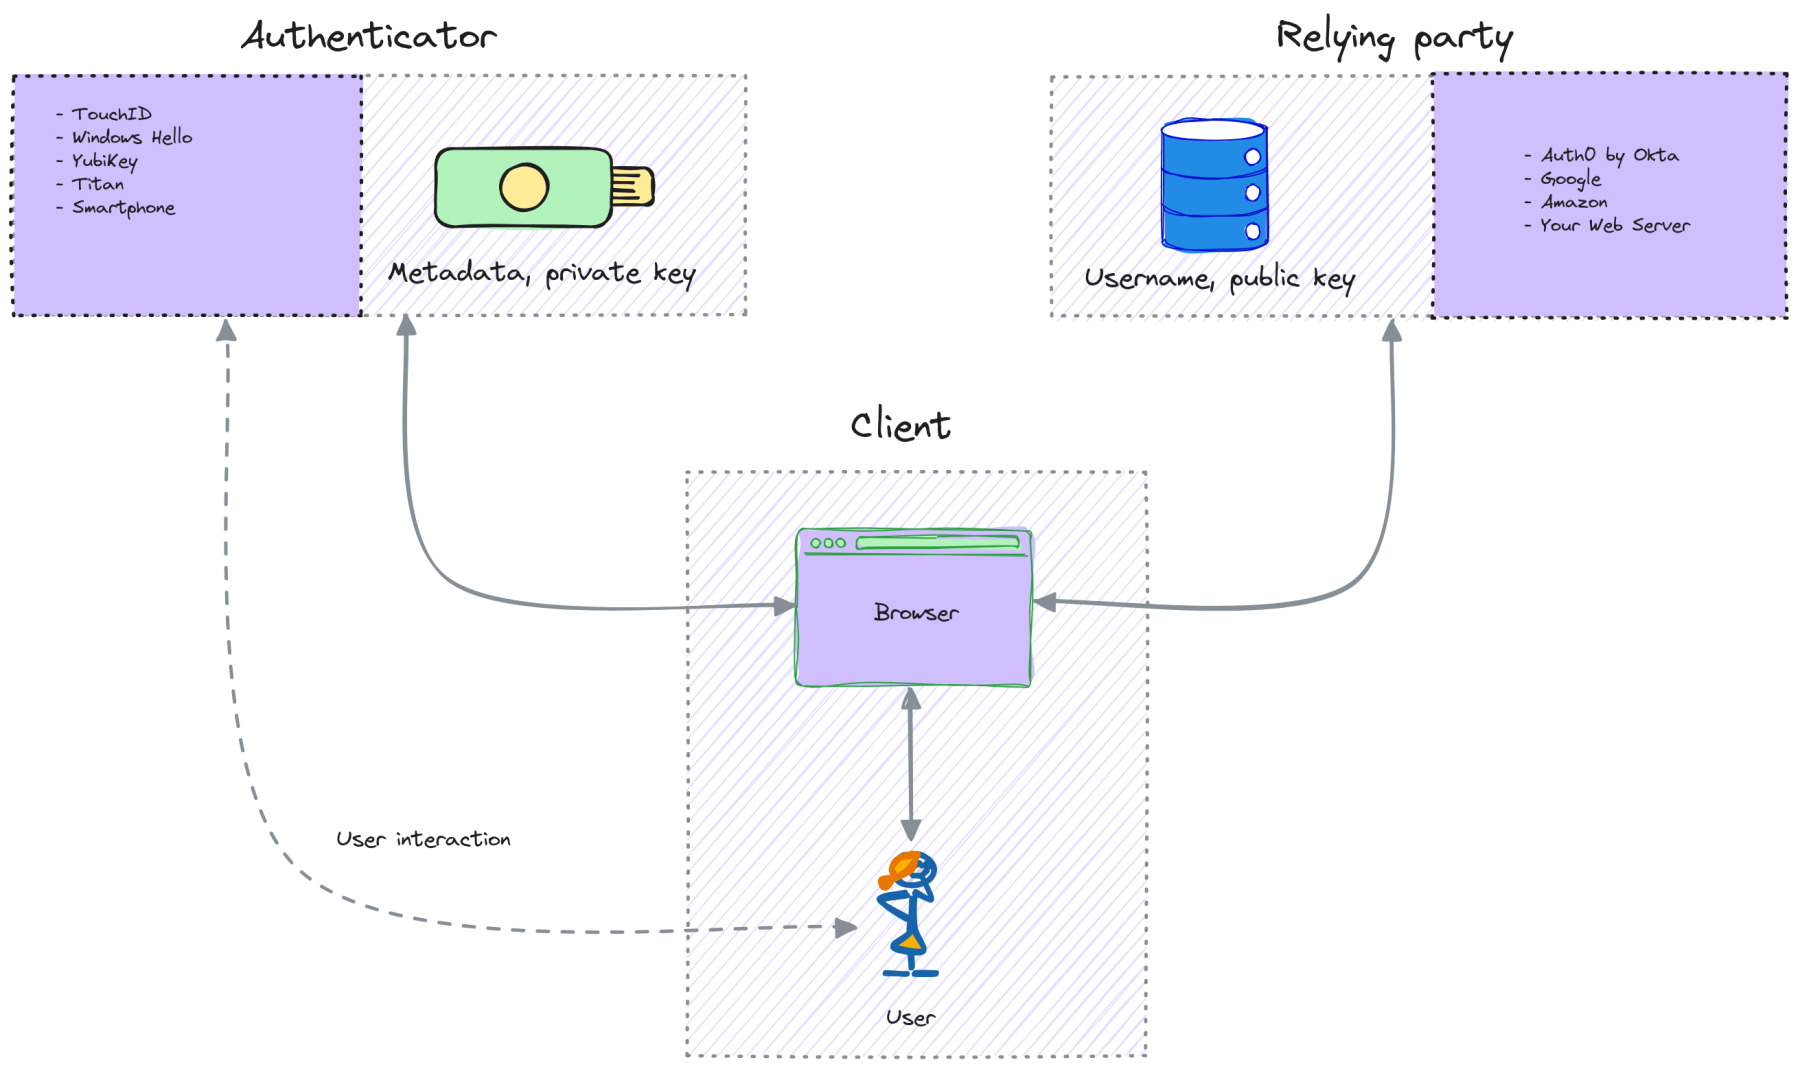 Authenticator
- TouchID
- Windows Hello
- YubiKey
- Titan
- Smartphone
Metadata, private key
Relying party
Username, public key
- Auth0 by Okta
- Google
- Amazon
- Your Web Server
Client
Browser
User interaction
User